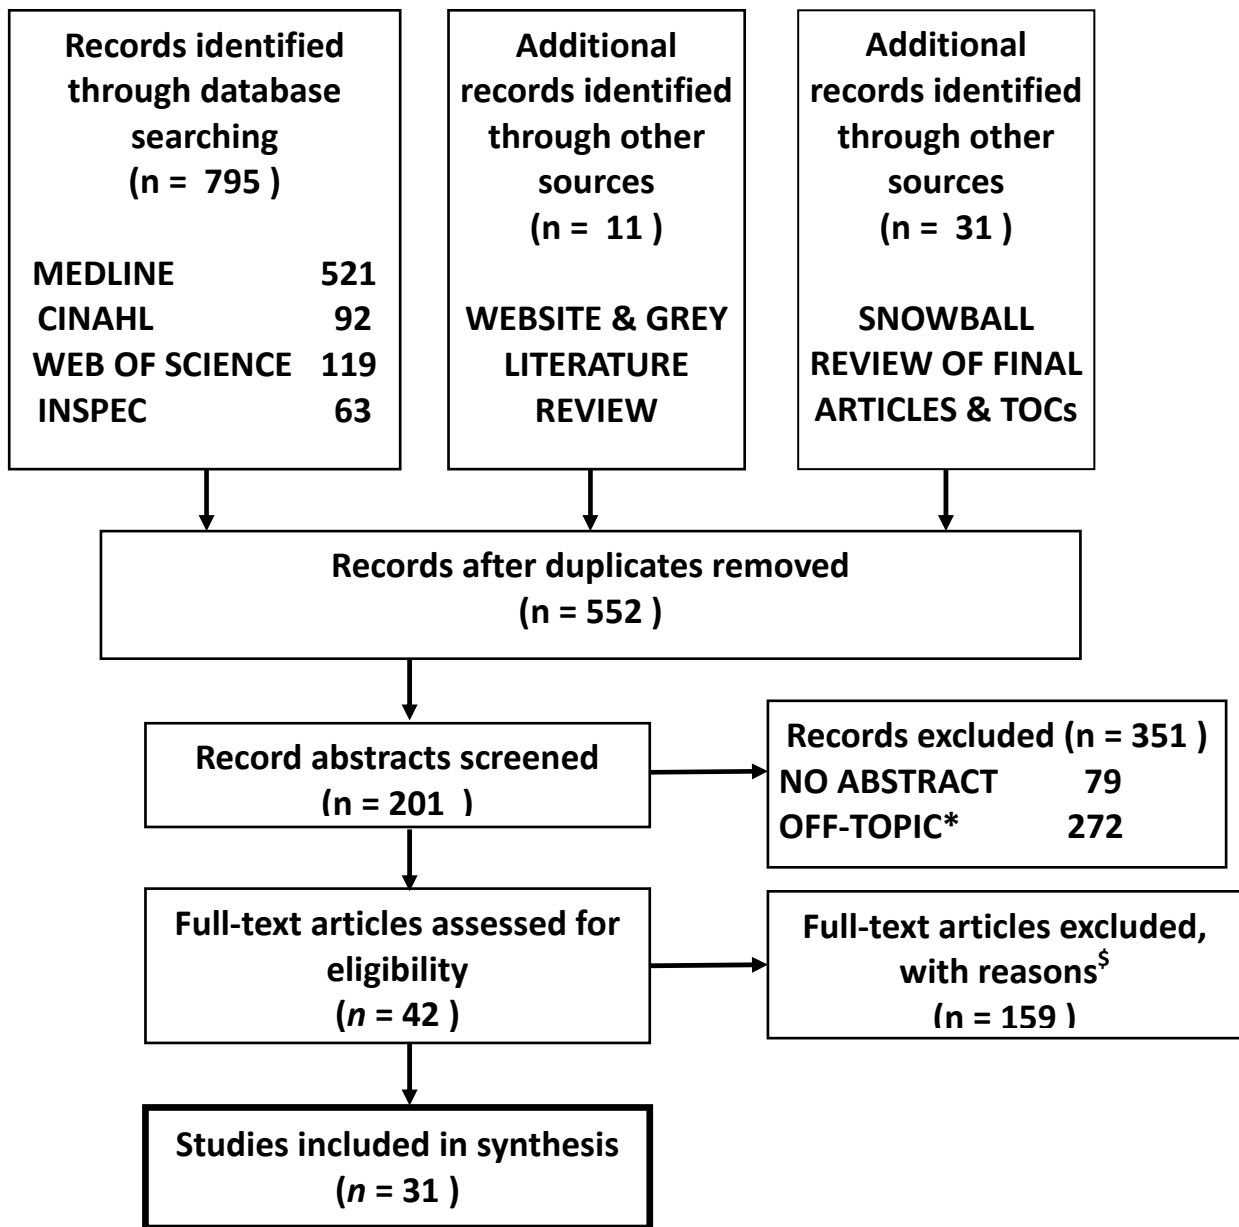 Records identified
through database
searching
(n =  795 )
MEDLINE 521
CINAHL 92
WEB OF SCIENCE 119
INSPEC 63
Additional
records identified
through other
sources
(n =  11 )
WEBSITE & GREY
LITERATURE
REVIEW
Additional
records identified
through other
sources
(n =  31 )
SNOWBALL
REVIEW OF FINAL
ARTICLES & TOCs
Records after duplicates removed
(n = 552 )
Record abstracts screened
(n = 201  )
Records excluded (n = 351 )
NO ABSTRACT 79
OFF-TOPIC* 272
Full-text articles assessed for
eligibility
(n = 42 )
Full-text articles excluded,
with reasons$
(n = 159 )
Studies included in synthesis
(n = 31 )